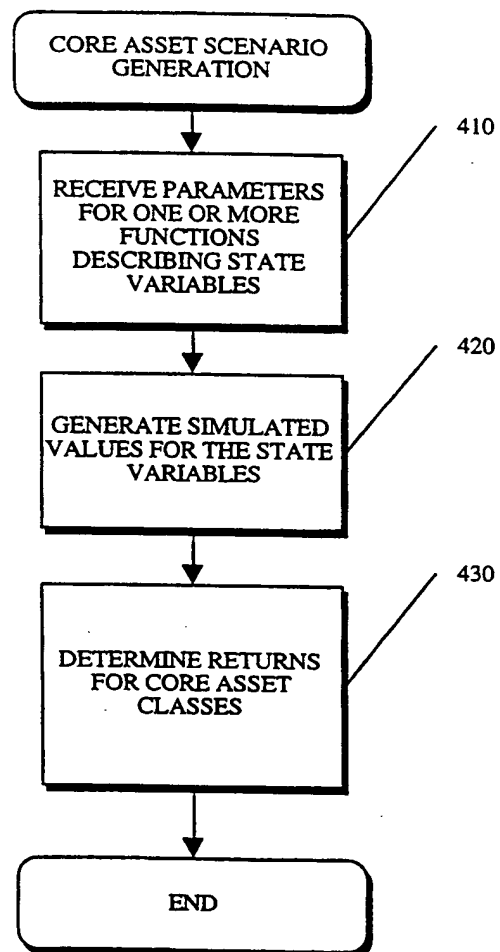 CORE ASSET SCENARIO
GENERATION
410
RECEIVE PARAMETERS
FOR ONE OR MORE
FUNCTIONS
DESCRIBING STATE
VARIABLES
420
GENERATE SIMULATED
VALUES FOR THE STATE
VARIABLES
430
DETERMINE RETURNS
FOR CORE ASSET
CLASSES
END